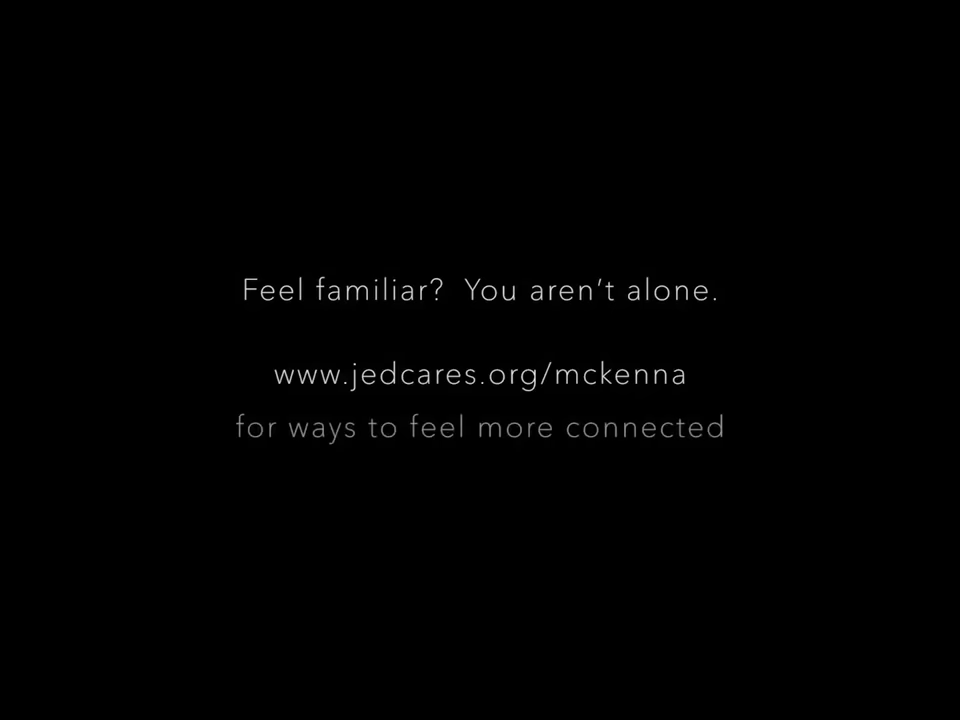 Feel familiar?  You aren’t alone.
www.jedcares.org/mckenna
for ways to feel more connected